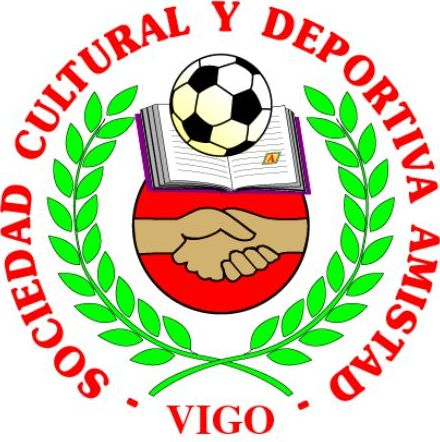 SOCIEDAD CULTURAL Y DEPORTIVA AMISTAD
- VIGO -
A